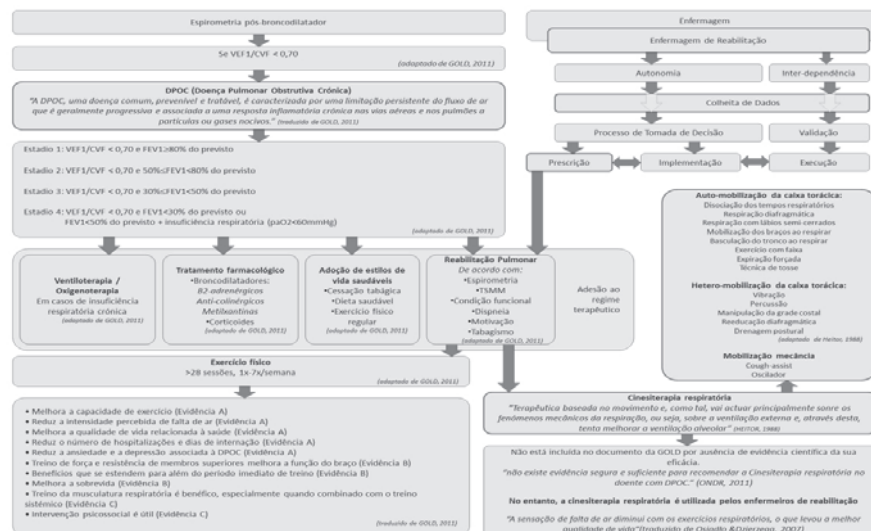 Espirometria pós-broncodilatador
Se VEF1/CVF < 0,70
(adaptado de GOLD, 2011)
DPOC (Doença Pulmonar Obstrutiva Crónica)
"A DPOC, uma doença comum, prevenível e tratável, é caracterizada por uma limitação persistente do fluxo de ar
que é geralmente progressiva e associada a uma resposta inflamatória crónica nas vias aéreas e nos pulmões a
partículas ou gases nocivos." (traduzido de GOLD, 2011)
Estadio 1: VEF1/CVF < 0,70 e FEV1≥80% do previsto
Estadio 2: VEF1/CVF < 0,70 e 50%≤FEV1<80% do previsto
Estadio 3: VEF1/CVF < 0,70 e 30%≤FEV1<50% do previsto
Estadio 4: VEF1/CVF < 0,70 e FEV1<30% do previsto ou
FEV1<50% do previsto + insuficiência respiratória (paO2<60mmHg)
(adaptado de GOLD, 2011)
Ventiloterapia /
Oxigenoterapia
Em casos de insuficiência
respiratória crónica
(adaptado de GOLD, 2011)
Tratamento farmacológico
•Broncodilatadores:
B2-adrenérgicos
Anti-colinérgicos
Metilxantinas
•Corticoides
(adaptado de GOLD, 2011)
Adoção de estilos de
vida saudáveis
•Cessação tabágica
•Dieta saudável
•Exercício físico
regular
(adaptado de GOLD, 2011)
Reabilitação Pulmonar
De acordo com:
•Espirometria
•TSMM
•Condição funcional
•Dispneia
•Motivação
•Tabagismo
(adaptado de GOLD, 2011)
Adesão ao
regime
terapêutico
Exercício físico
>28 sessões, 1x-7x/semana
(adaptado de GOLD, 2011)
• Melhora a capacidade de exercício (Evidência A)
• Reduz a intensidade percebida de falta de ar (Evidência A)
• Melhora a qualidade de vida relacionada à saúde (Evidência A)
• Reduz o número de hospitalizações e dias de internação (Evidência A)
• Reduz a ansiedade e a depressão associada à DPOC (Evidência A)
• Treino de força e resistência de membros superiores melhora a função do braço (Evidência B)
• Benefícios que se estendem para além do período imediato de treino (Evidência B)
• Melhora a sobrevida (Evidência B)
• Treino da musculatura respiratória é benéfico, especialmente quando combinado com o treino
sistémico (Evidência C)
• Intervenção psicossocial é útil (Evidência C)
(traduzido de GOLD, 2011)
Enfermagem
Enfermagem de Reabilitação
Autonomia
Inter-dependência
Colheita de Dados
Processo de Tomada de Decisão
Validação
Prescrição
Implementação
Execução
Auto-mobilização da caixa torácica:
Dissociação dos tempos respiratórios
Respiração diafragmática
Respiração com lábios semi cerrados
Mobilização dos braços ao respirar
Basculação do tronco ao respirar
Exercício com faixa
Expiração forçada
Técnica de tosse
Hetero-mobilização da caixa torácica:
Vibração
Percussão
Manipulação da grade costal
Reeducação diafragmática
Drenagem postural
(adaptado de Heitor, 1988)
Mobilização mecância
Cough-assist
Oscilador
Cinesiterapia respiratória
"Terapêutica baseada no movimento e, como tal, vai actuar principalmente sobre os
fenómenos mecânicos da respiração, ou seja, sobre a ventilação externa e, através desta,
tenta melhorar a ventilação alveolar" (HEITOR, 1988)
Não está incluída no documento da GOLD por ausência de evidência científica da sua
eficácia.
"não existe evidência segura e suficiente para recomendar a Cinesiterapia respiratória no
doente com DPOC." (ONDR, 2011)
No entanto, a cinesiterapia respiratória é utilizada pelos enfermeiros de reabilitação
"A sensação de falta de ar diminui com os exercícios respiratórios, o que levou a melhor
qualidade de vida"(traduzido de Osiadlo &Dzierzega, 2007)